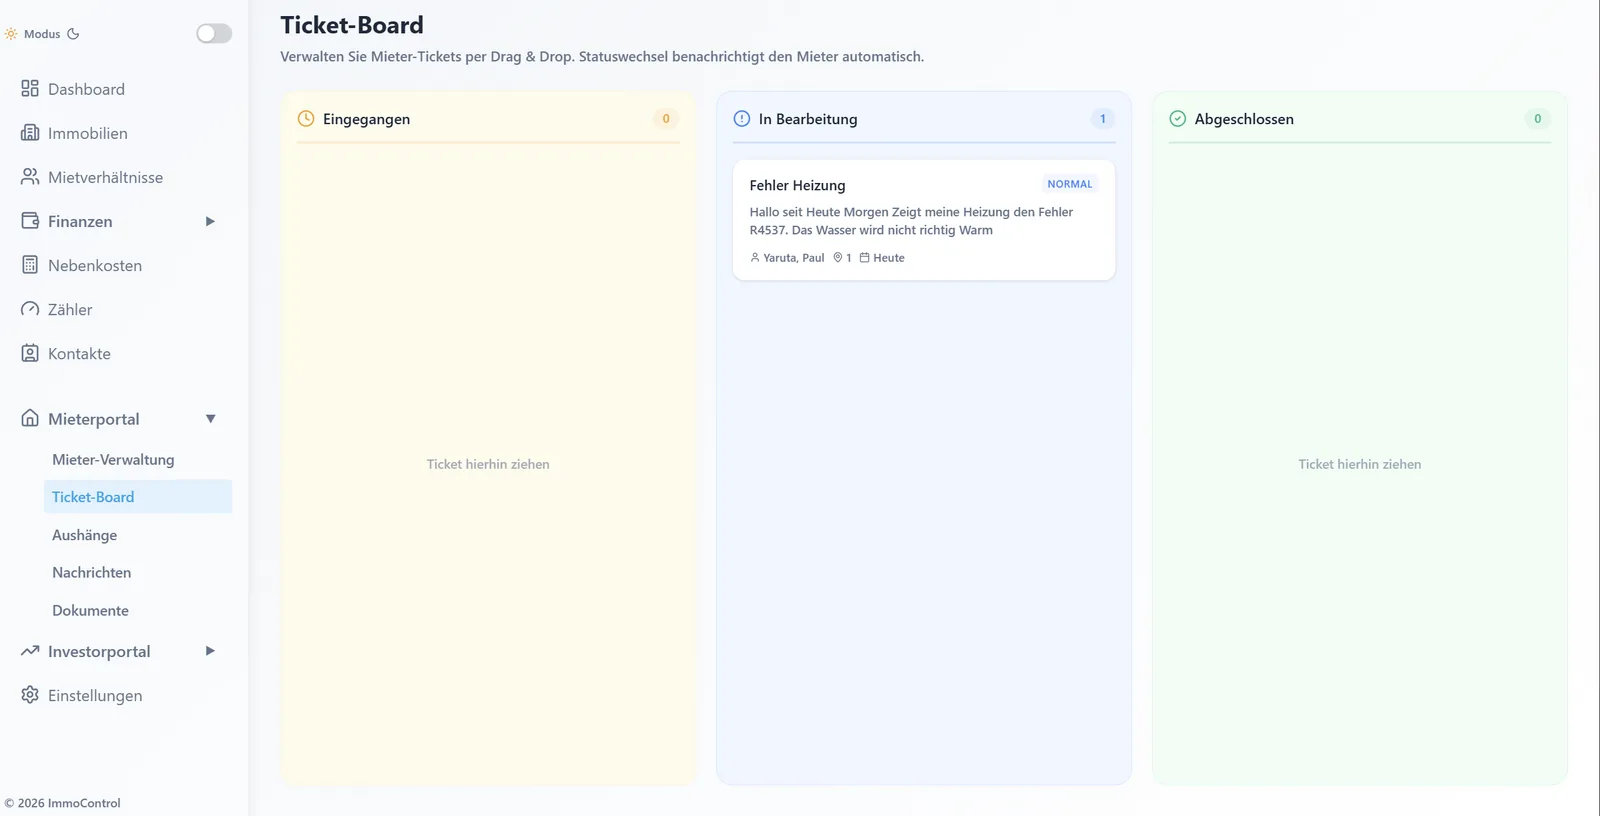 Modus
Dashboard
Immobilien
Mietverhältnisse
Finanzen
Nebenkosten
Zähler
Kontakte
Mieterportal
Mieter-Verwaltung
Ticket-Board
Aushänge
Nachrichten
Dokumente
Investorportal
Einstellungen
© 2026 ImmoControl
Ticket-Board
Verwalten Sie Mieter-Tickets per Drag & Drop. Statuswechsel benachrichtigt den Mieter automatisch.
Eingegangen 0
Ticket hierhin ziehen
In Bearbeitung 1
Fehler Heizung NORMAL
Hallo seit Heute Morgen Zeigt meine Heizung den Fehler
R4537. Das Wasser wird nicht richtig Warm
Yaruta, Paul 1 Heute
Abgeschlossen 0
Ticket hierhin ziehen